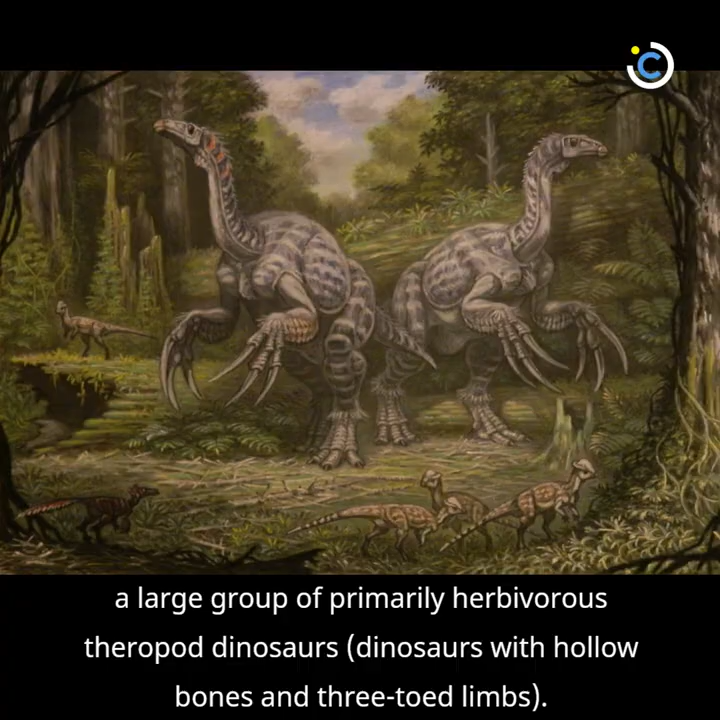 a large group of primarily herbivorous
theropod dinosaurs (dinosaurs with hollow
bones and three-toed limbs).